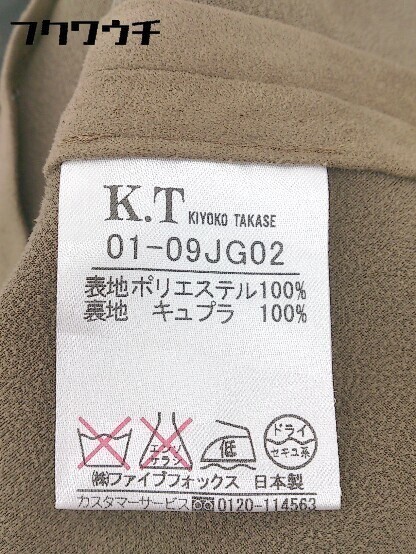 フクワウチ
K.T KIYOKO TAKASE
01-09JG02
表地ポリエステル100%
裏地 キュプラ 100%
エンソ サラシ 低 ドライ セキユ系
㈱ファイブフォックス 日本製
カスタマーサービス 0120-114563